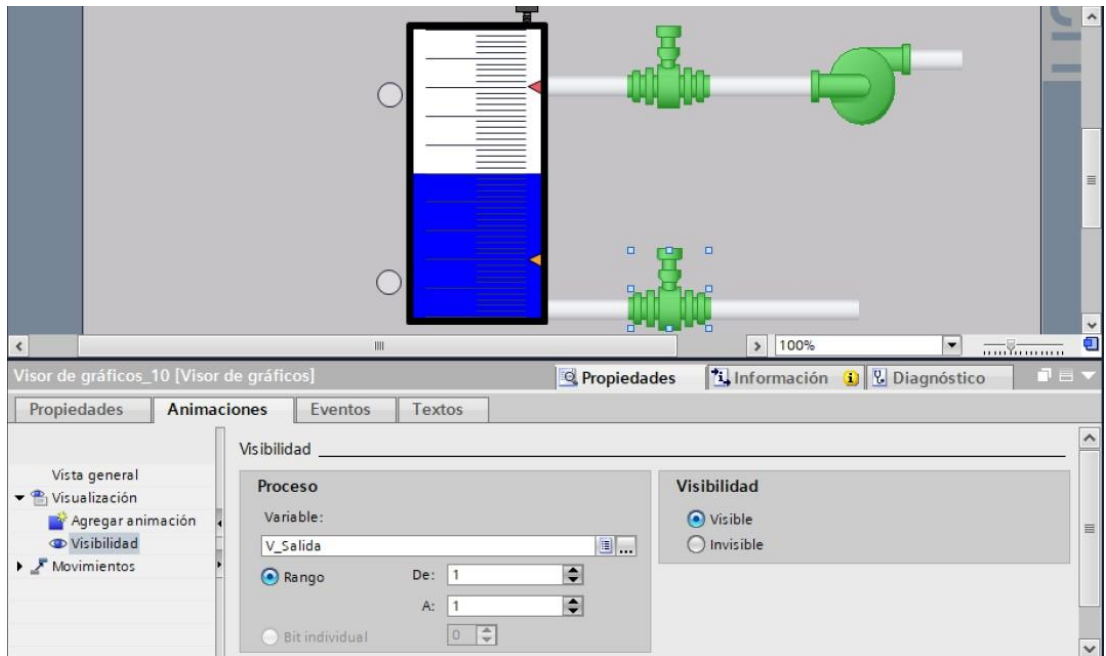 100%
Visor de gráficos_10 [Visor de gráficos]
Propiedades
Información
Diagnóstico
Propiedades
Animaciones
Eventos
Textos
Vista general
Visualización
Agregar animación
Visibilidad
Movimientos
Visibilidad
Proceso
Variable:
V_Salida
...
Rango
De: 1
A: 1
Bit individual
0
Visibilidad
Visible
Invisible